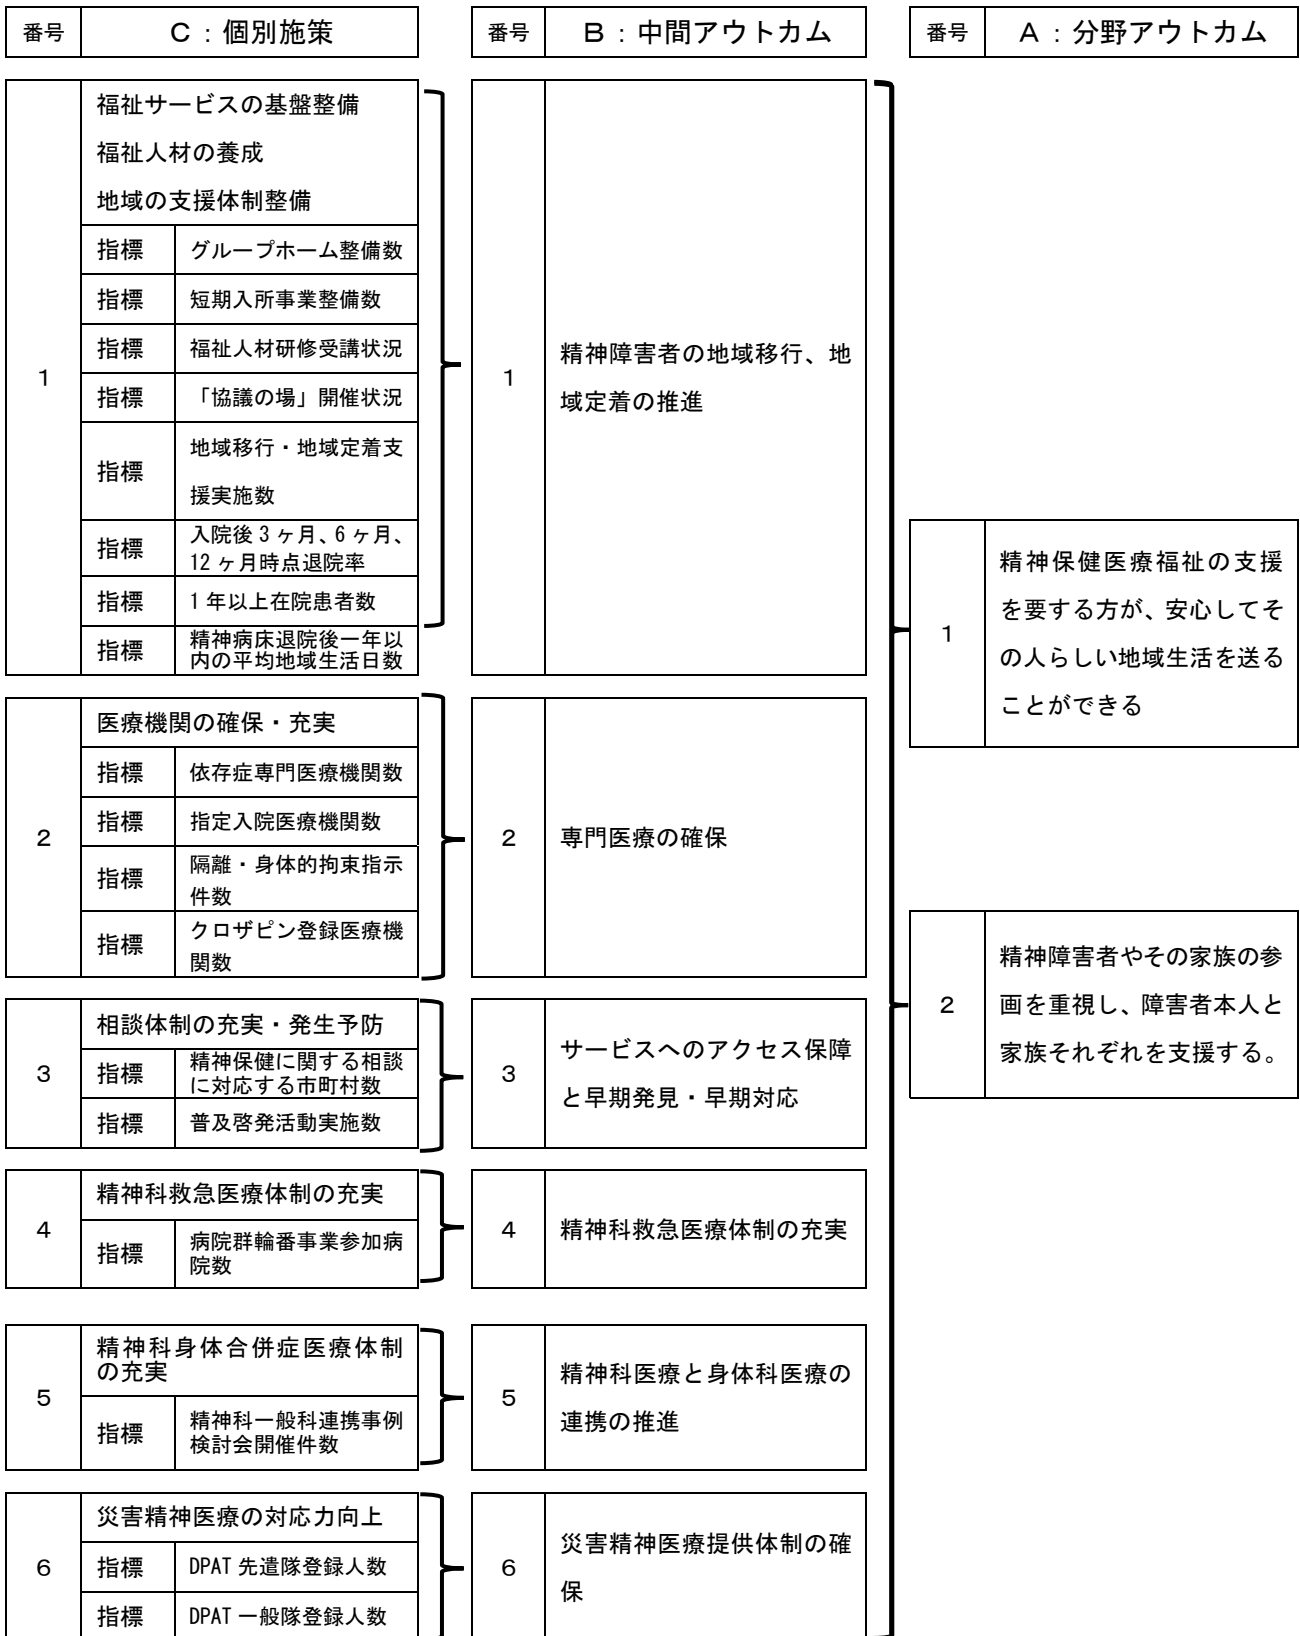 番号 C：個別施策 番号 B：中間アウトカム 番号 A：分野アウトカム
1
福祉サービスの基盤整備
福祉人材の養成
地域の支援体制整備
指標 グループホーム整備数
指標 短期入所事業整備数
指標 福祉人材研修受講状況
指標 「協議の場」開催状況
指標 地域移行・地域定着支
援実施数
指標 入院後3ヶ月、6ヶ月、
12ヶ月時点退院率
指標 1年以上在院患者数
指標 精神病床退院後一年以
内の平均地域生活日数
1
精神障害者の地域移行、地
域定着の推進
2
医療機関の確保・充実
指標 依存症専門医療機関数
指標 指定入院医療機関数
指標 隔離・身体的拘束指示
件数
指標 クロザピン登録医療機
関数
2 専門医療の確保
3
相談体制の充実・発生予防
指標 精神保健に関する相談
に対応する市町村数
指標 普及啓発活動実施数
3
サービスへのアクセス保障
と早期発見・早期対応
4
精神科救急医療体制の充実
指標 病院群輪番事業参加病
院数
4 精神科救急医療体制の充実
5
精神科身体合併症医療体制
の充実
指標 精神科一般科連携事例
検討会開催件数
5
精神科医療と身体科医療の
連携の推進
6
災害精神医療の対応力向上
指標 DPAT先遣隊登録人数
指標 DPAT一般隊登録人数
6
災害精神医療提供体制の確
保
1
精神保健医療福祉の支援
を要する方が、安心してそ
の人らしい地域生活を送る
ことができる
2
精神障害者やその家族の参
画を重視し、障害者本人と
家族それぞれを支援する。